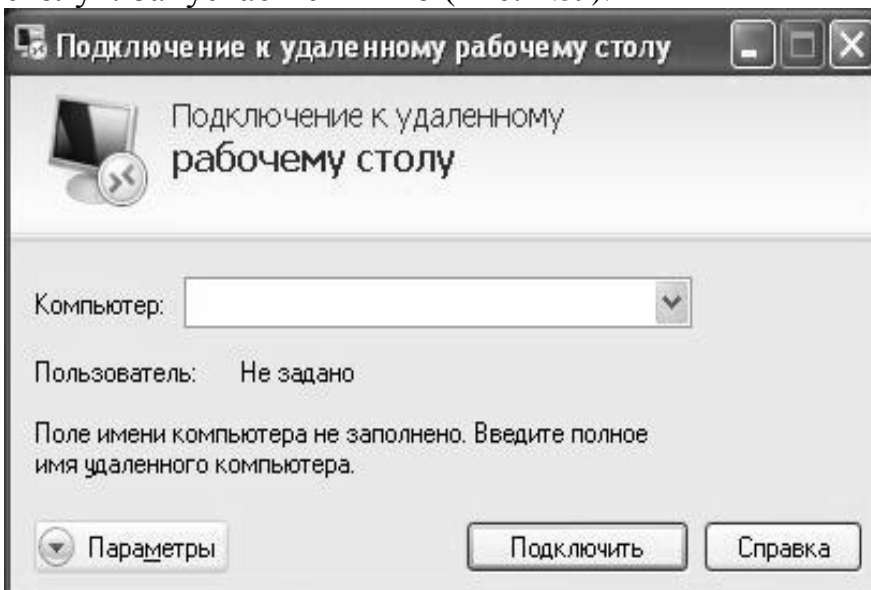 Подключение к удаленному рабочему столу
Подключение к удаленному
рабочему столу
Компьютер:
Пользователь: Не задано
Поле имени компьютера не заполнено. Введите полное
имя удаленного компьютера.
Параметры
Подключить
Справка